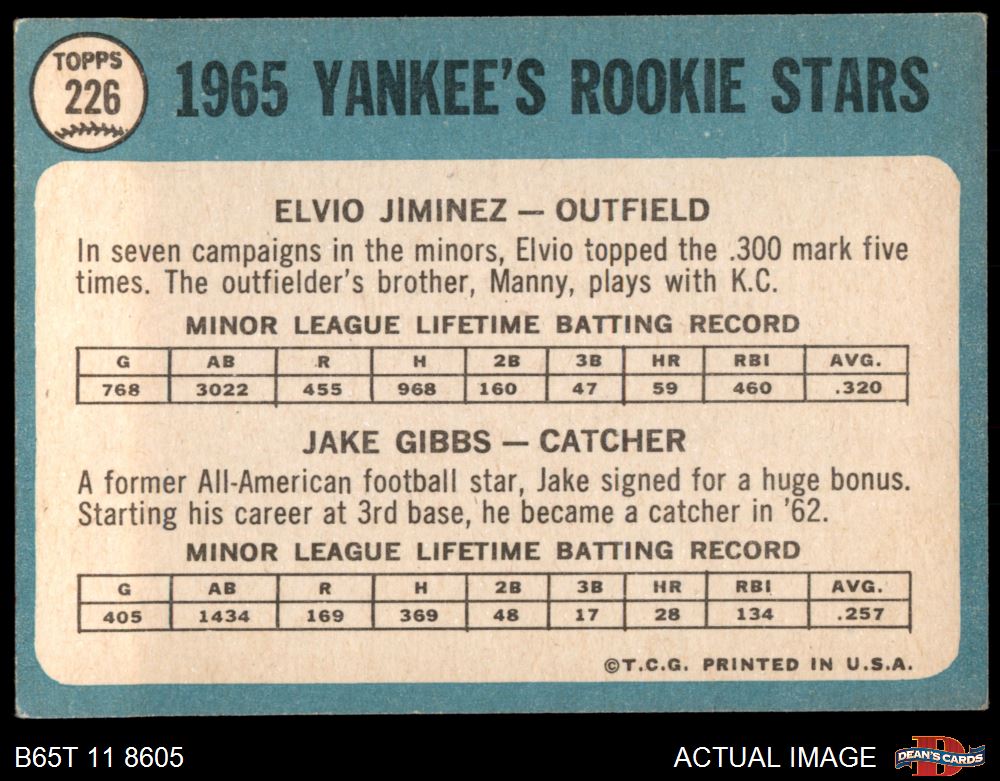 TOPPS
226
1965 YANKEE'S ROOKIE STARS
ELVIO JIMINEZ — OUTFIELD
In seven campaigns in the minors, Elvio topped the .300 mark five
times. The outfielder's brother, Manny, plays with K.C.
MINOR LEAGUE LIFETIME BATTING RECORD
G AB R H 2B 3B HR RBI AVG.
768 3022 455 968 160 47 59 460 .320
JAKE GIBBS — CATCHER
A former All-American football star, Jake signed for a huge bonus.
Starting his career at 3rd base, he became a catcher in '62.
MINOR LEAGUE LIFETIME BATTING RECORD
G AB R H 2B 3B HR RBI AVG.
405 1434 169 369 48 17 28 134 .257
©T.C.G. PRINTED IN U.S.A.
B65T 11 8605
ACTUAL IMAGE
DEAN'S CARDS